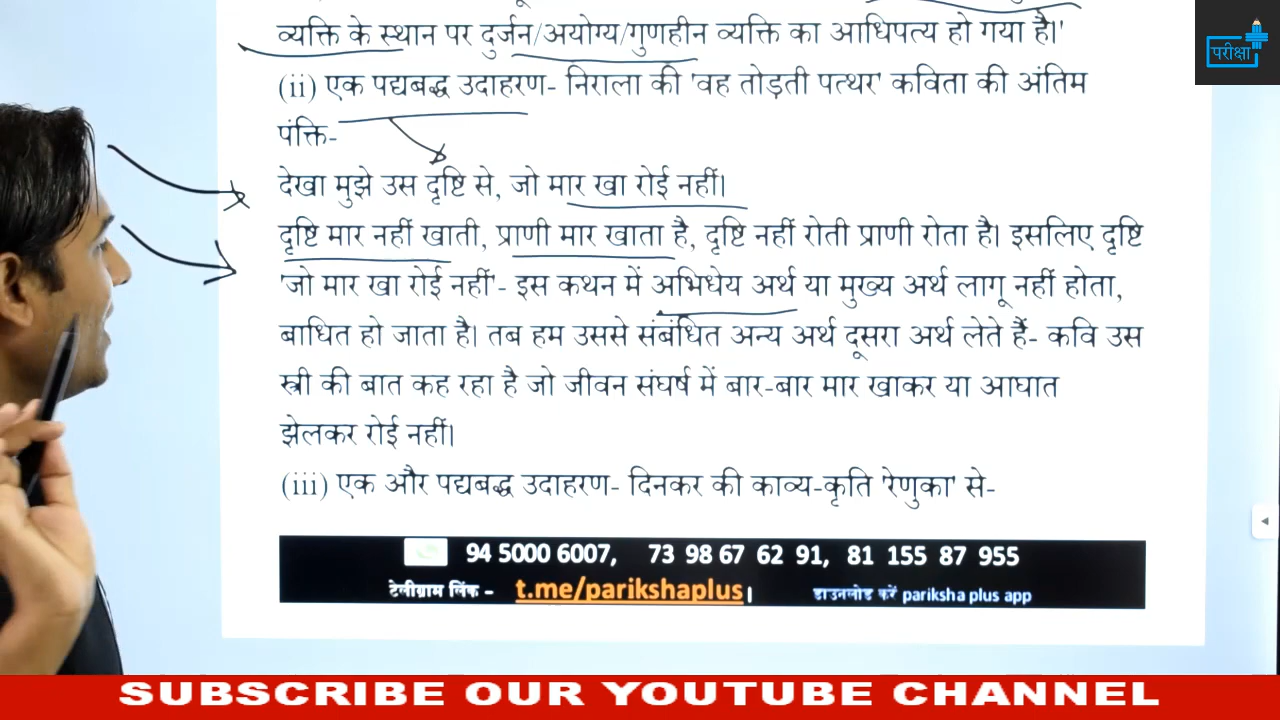 व्यक्ति के स्थान पर दुर्जन/अयोग्य/गुणहीन व्यक्ति का आधिपत्य हो गया है।'
परीक्षा
(ii) एक पद्यबद्ध उदाहरण- निराला की 'वह तोड़ती पत्थर' कविता की अंतिम
पंक्ति-
देखा मुझे उस दृष्टि से, जो मार खा रोई नहीं।
दृष्टि मार नहीं खाती, प्राणी मार खाता है, दृष्टि नहीं रोती प्राणी रोता है। इसलिए दृष्टि
'जो मार खा रोई नहीं'- इस कथन में अभिधेय अर्थ या मुख्य अर्थ लागू नहीं होता,
बाधित हो जाता है। तब हम उससे संबंधित अन्य अर्थ दूसरा अर्थ लेते हैं- कवि उस
स्त्री की बात कह रहा है जो जीवन संघर्ष में बार-बार मार खाकर या आघात
झेलकर रोई नहीं।
(iii) एक और पद्यबद्ध उदाहरण- दिनकर की काव्य-कृति 'रेणुका' से-
94 5000 6007, 73 98 67 62 91, 81 155 87 955
टेलीग्राम लिंक - t.me/parikshaplus। डाउनलोड करें pariksha plus app
SUBSCRIBE OUR YOUTUBE CHANNEL